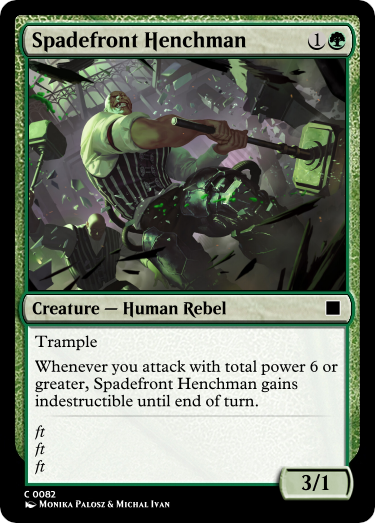 Spadefront Henchman 1
Creature — Human Rebel
Trample
Whenever you attack with total power 6 or
greater, Spadefront Henchman gains
indestructible until end of turn.
ft
ft
ft
3/1
C 0082
Monika Palosz & Michal Ivan